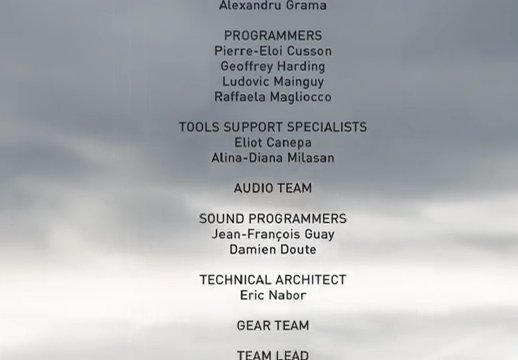 Alexandru Grama
PROGRAMMERS
Pierre-Eloi Cusson
Geoffrey Harding
Ludovic Mainguy
Raffaela Magliocco
TOOLS SUPPORT SPECIALISTS
Eliot Canepa
Alina-Diana Milasan
AUDIO TEAM
SOUND PROGRAMMERS
Jean-François Guay
Damien Doute
TECHNICAL ARCHITECT
Eric Nabor
GEAR TEAM
TEAM LEAD